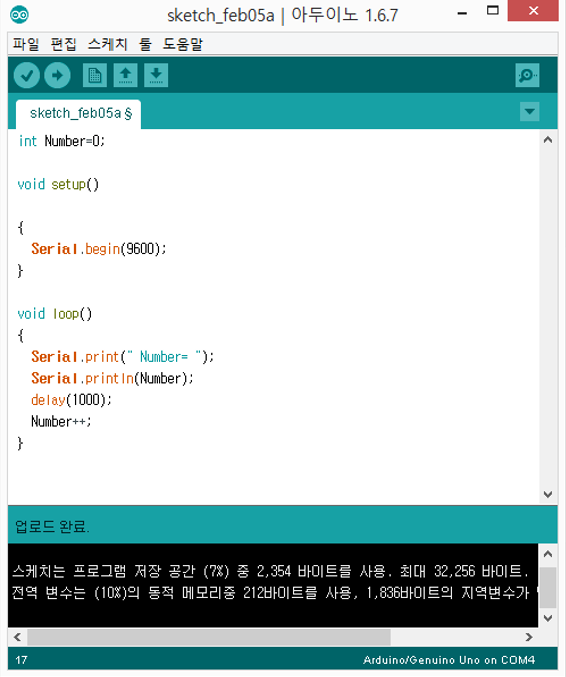 sketch_feb05a | 아두이노 1.6.7
파일 편집 스케치 툴 도움말
sketch_feb05a §
int Number=0;
void setup()
{
Serial.begin(9600);
}
void loop()
{
Serial.print(" Number= ");
Serial.println(Number);
delay(1000);
Number++;
}
업로드 완료.
스케치는 프로그램 저장 공간 (7%) 중 2,354 바이트를 사용. 최대 32,256 바이트.
전역 변수는 (10%)의 동적 메모리중 212바이트를 사용, 1,836바이트의 지역변수가
17
Arduino/Genuino Uno on COM4